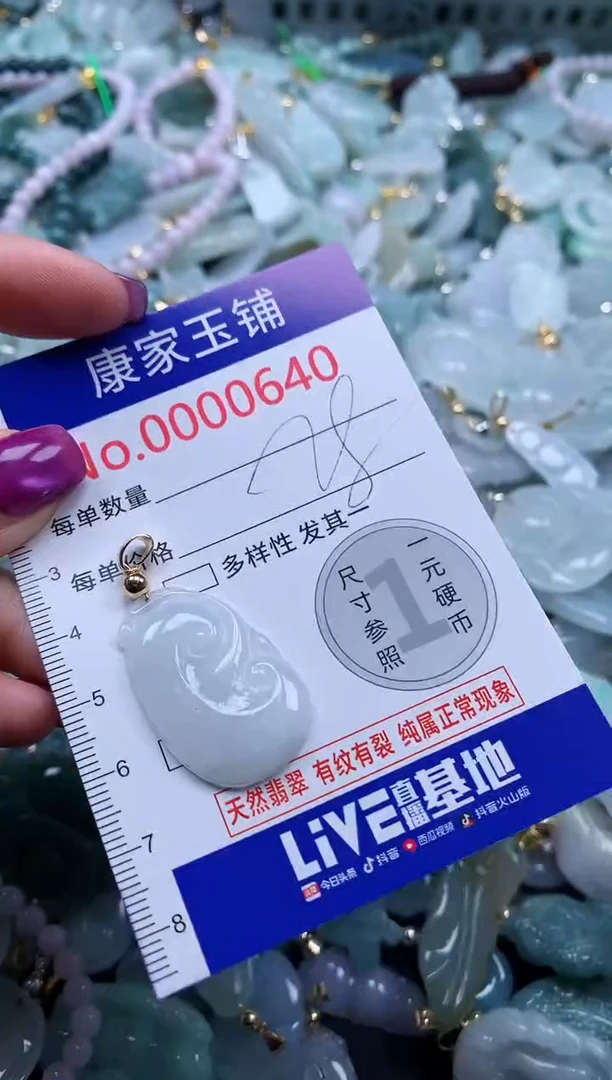 康家玉铺
No.0000640
每单数量
每单价格
多样性 发其一
尺寸参照
1
一元硬币
3
4
5
6
7
8
天然翡翠 有纹有裂 纯属正常现象
LiVE直播基地
今日头条 抖音 西瓜视频 抖音火山版